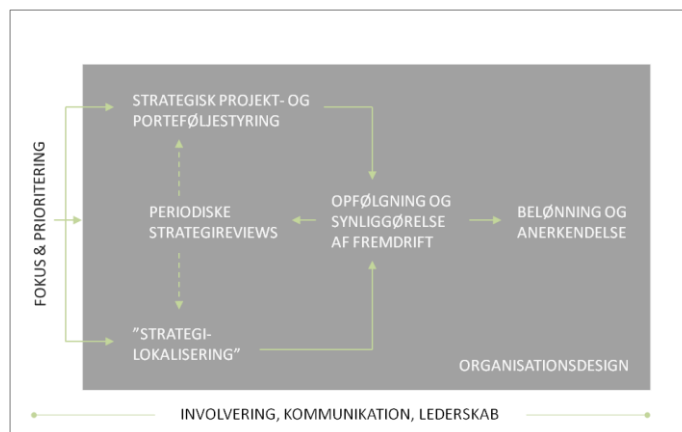 STRATEGISK PROJEKT- OG
PORTEFØLJESTYRING
FOKUS & PRIORITERING
PERIODISKE
STRATEGIREVIEWS
OPFØLGNING OG
SYNLIGGØRELSE
AF FREMDRIFT
BELØNNING OG
ANERKENDELSE
”STRATEGI-
LOKALISERING”
ORGANISATIONSDESIGN
INVOLVERING, KOMMUNIKATION, LEDERSKAB